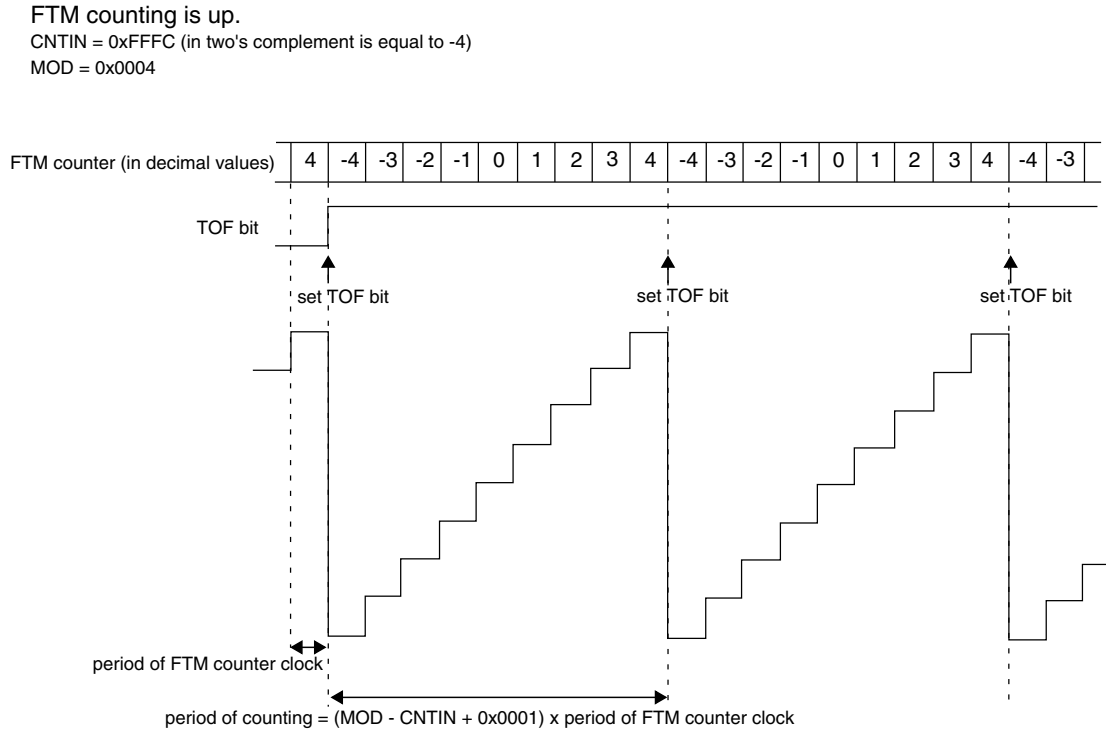 FTM counting is up.
CNTIN = 0xFFFC (in two's complement is equal to -4)
MOD = 0x0004
FTM counter (in decimal values) 4 -4 -3 -2 -1 0 1 2 3 4 -4 -3 -2 -1 0 1 2 3 4 -4 -3
TOF bit
set TOF bit set TOF bit set TOF bit
period of FTM counter clock
period of counting = (MOD - CNTIN + 0x0001) x period of FTM counter clock